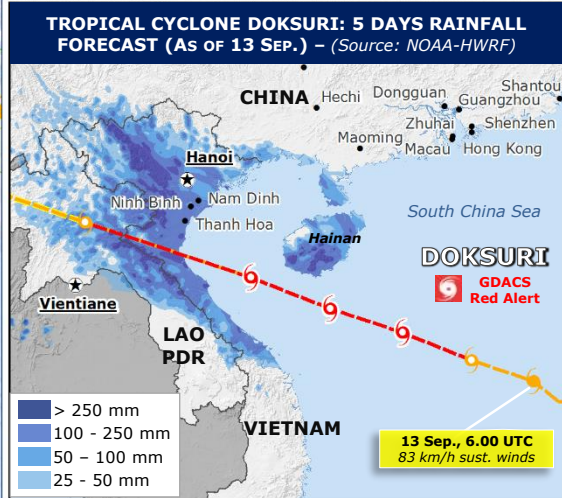 TROPICAL CYCLONE DOKSURI: 5 DAYS RAINFALL
FORECAST (AS OF 13 SEP.) – (Source: NOAA-HWRF)
CHINA
Hechi
Dongguan
Shantou
Guangzhou
Zhuhai
Shenzhen
Maoming
Macau
Hong Kong
Hanoi
Ninh Binh
Nam Dinh
Thanh Hoa
South China Sea
Hainan
DOKSURI
GDACS
Red Alert
Vientiane
LAO
PDR
VIETNAM
> 250 mm
100 - 250 mm
50 – 100 mm
25 - 50 mm
13 Sep., 6.00 UTC
83 km/h sust. winds